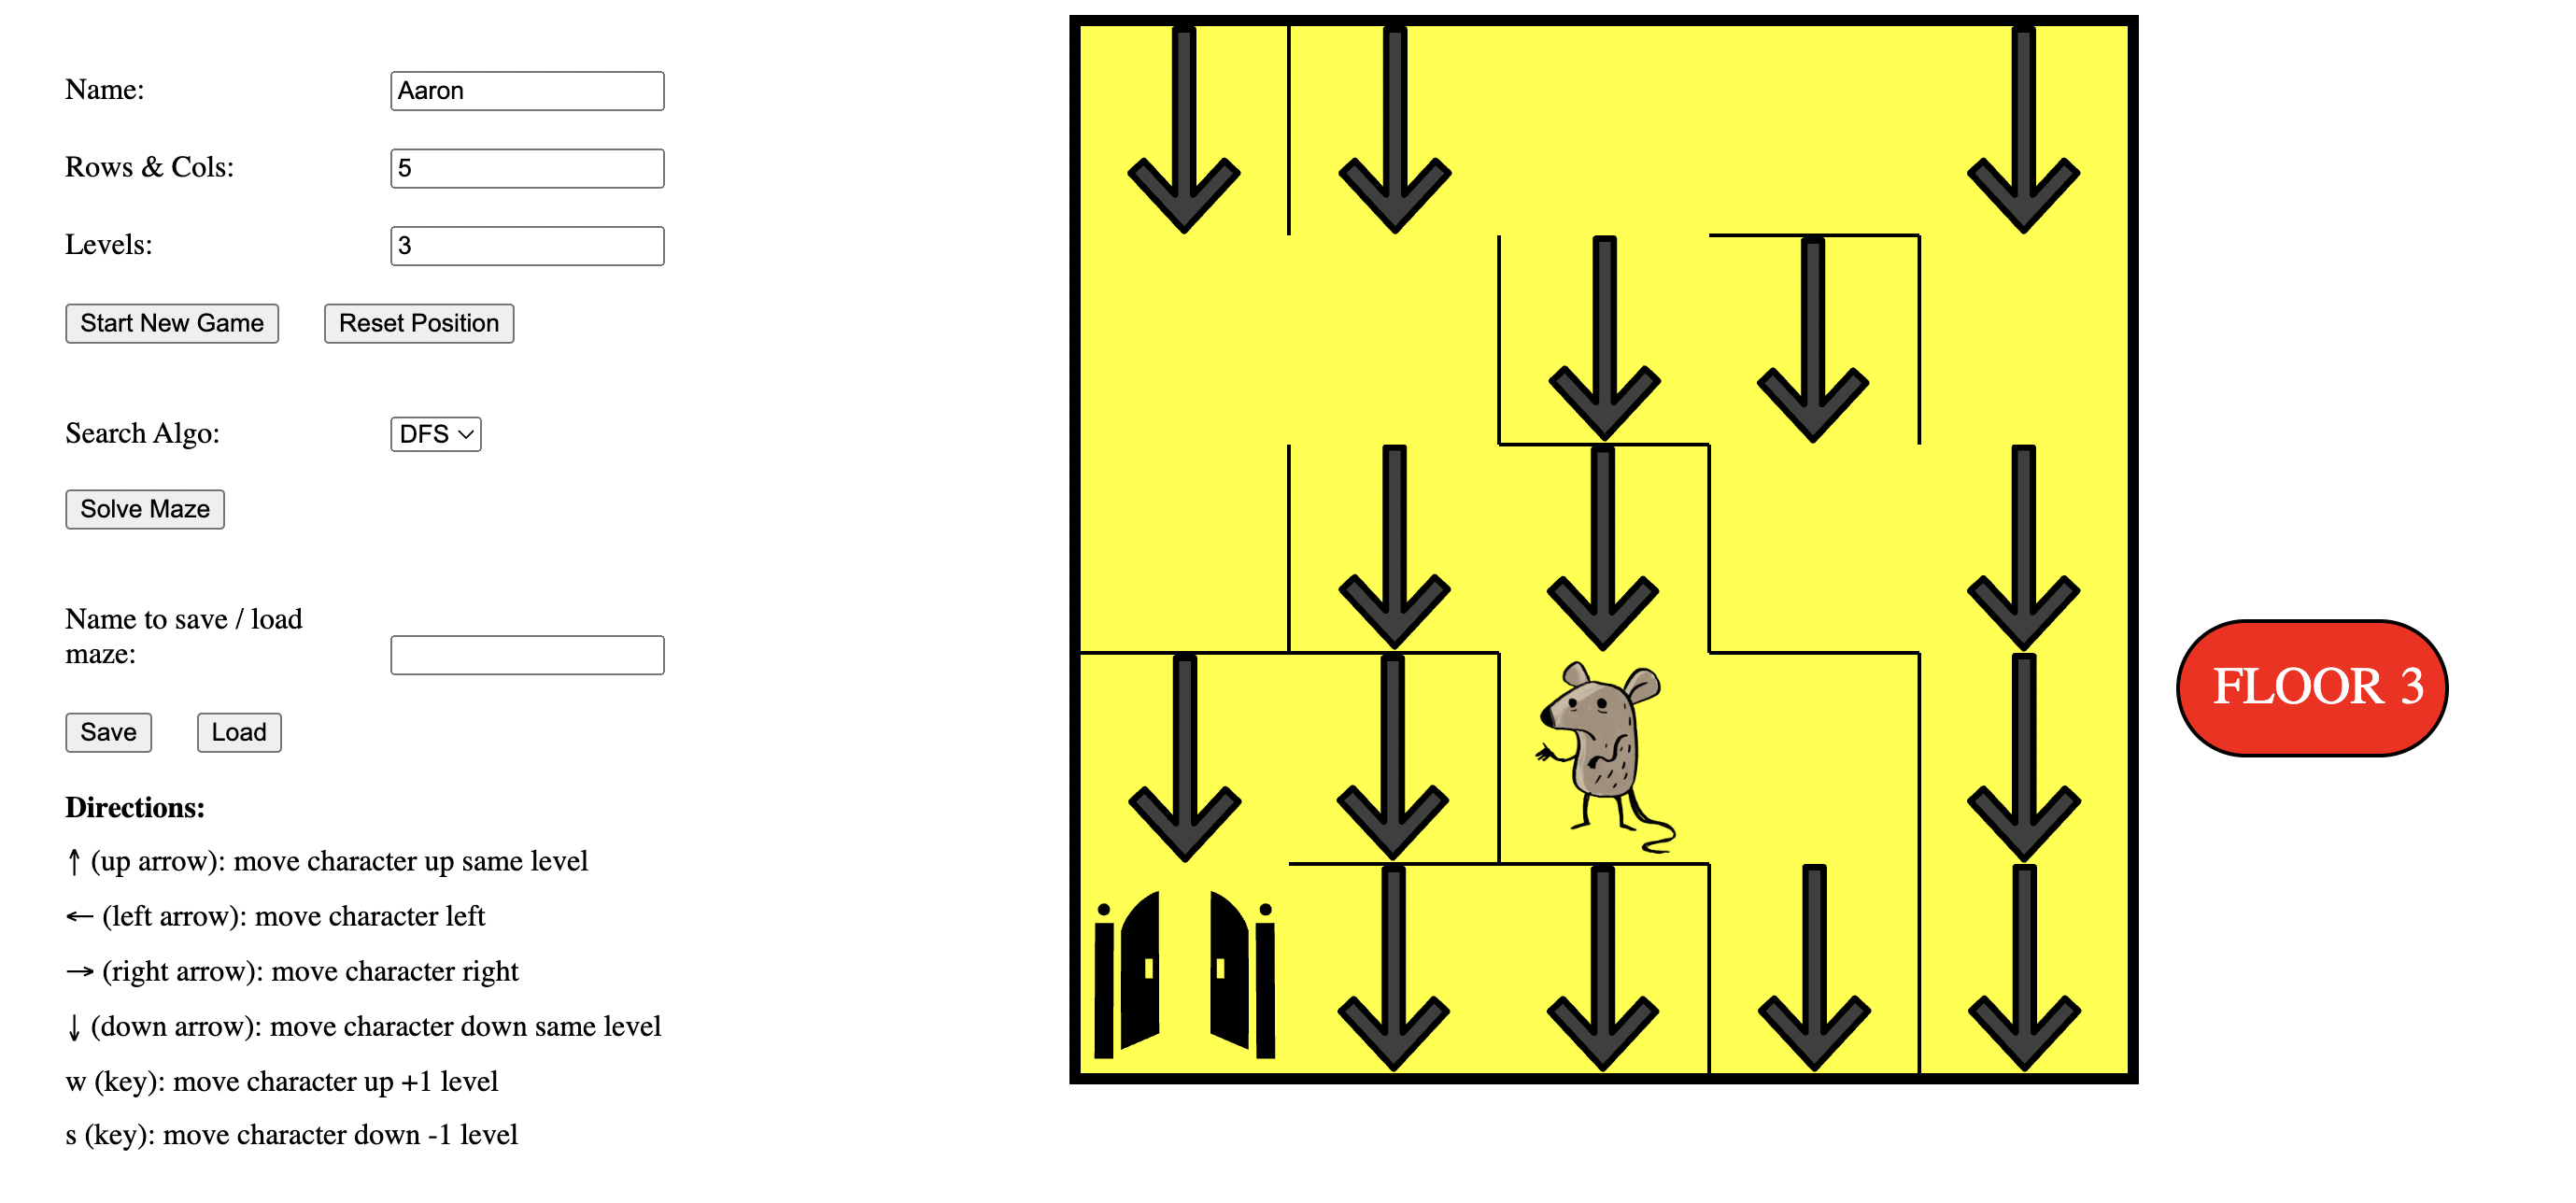 Name:
Aaron
Rows & Cols:
5
Levels:
3
Start New Game
Reset Position
Search Algo:
DFS
Solve Maze
Name to save / load
maze:
Save
Load
Directions:
↑ (up arrow): move character up same level
← (left arrow): move character left
→ (right arrow): move character right
↓ (down arrow): move character down same level
w (key): move character up +1 level
s (key): move character down -1 level
FLOOR 3